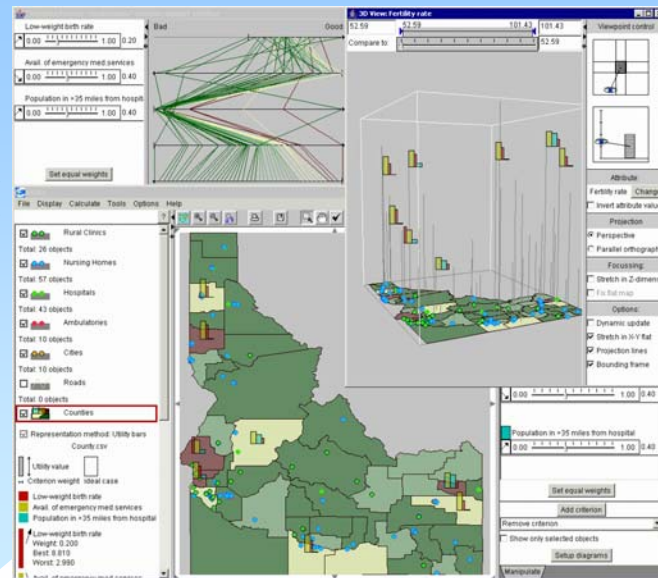 Low-weight birth rate
0.00 1.00 0.20
Avail. of emergency med.services
0.00 1.00 0.40
Population in >35 miles from hospit
0.00 1.00 0.40
Set equal weights
Bad Good
3D View: Fertility rate
52.59 52.59 101.43 101.43
Compare to: 52.59
Viewpoint control
Attribute:
Fertility rate Chang
Invert attribute value
Projection
Perspective
Parallel orthograph
Focussing:
Stretch in Z-dimens
Fix flat map
Options:
Dynamic update
Stretch in X-Y flat
Projection lines
Bounding frame
File Display Calculate Tools Options Help
?
Rural Clinics
Total: 26 objects
Nursing Homes
Total: 57 objects
Hospitals
Total: 43 objects
Ambulatories
Total: 10 objects
Cities
Total: 10 objects
Roads
Total: 0 objects
Counties
Representation method: Utility bars
County.csv
Utility value
Criterion weight ideal case
Low-weight birth rate
Avail. of emergency med.services
Population in >35 miles from hospital
Low-weight birth rate
Weight: 0.200
Best: 8.810
Worst: 2.980
Avail. of emergency med.services
0.00 1.00 0.40
Population in >35 miles from hospital
0.00 1.00 0.40
Set equal weights
Add criterion
Remove criterion
Show only selected objects
Setup diagrams
Manipulate